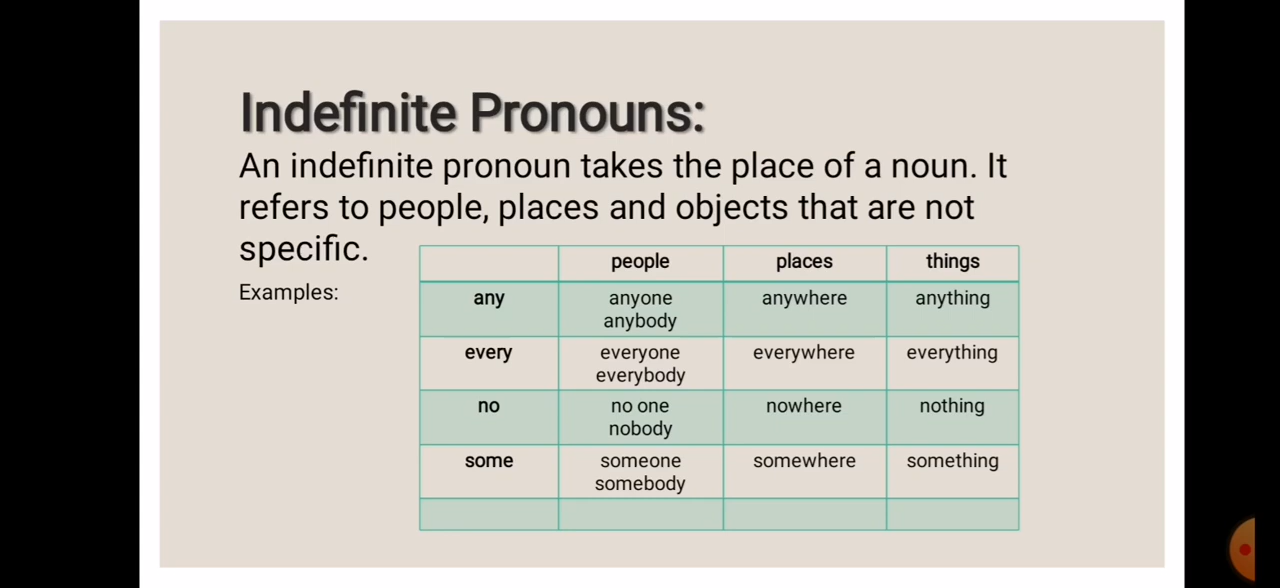 Indefinite Pronouns:
An indefinite pronoun takes the place of a noun. It
refers to people, places and objects that are not
specific.
Examples:
people places things
any anyone anywhere anything
anybody
every everyone everywhere everything
everybody
no no one nowhere nothing
nobody
some someone somewhere something
somebody